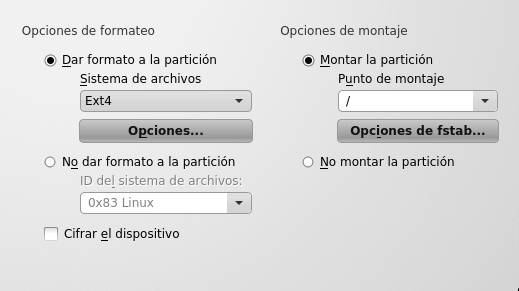 Opciones de formateo
Dar formato a la partición
Sistema de archivos
Ext4
Opciones...
No dar formato a la partición
ID del sistema de archivos:
0x83 Linux
Cifrar el dispositivo
Opciones de montaje
Montar la partición
Punto de montaje
/
Opciones de fstab...
No montar la partición